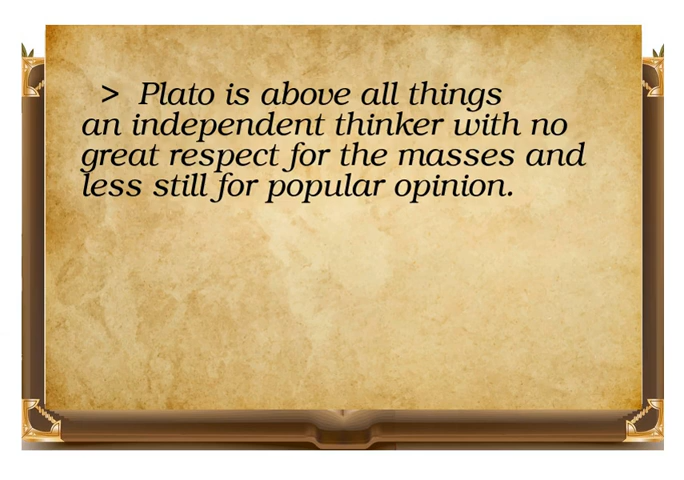 > Plato is above all things
an independent thinker with no
great respect for the masses and
less still for popular opinion.